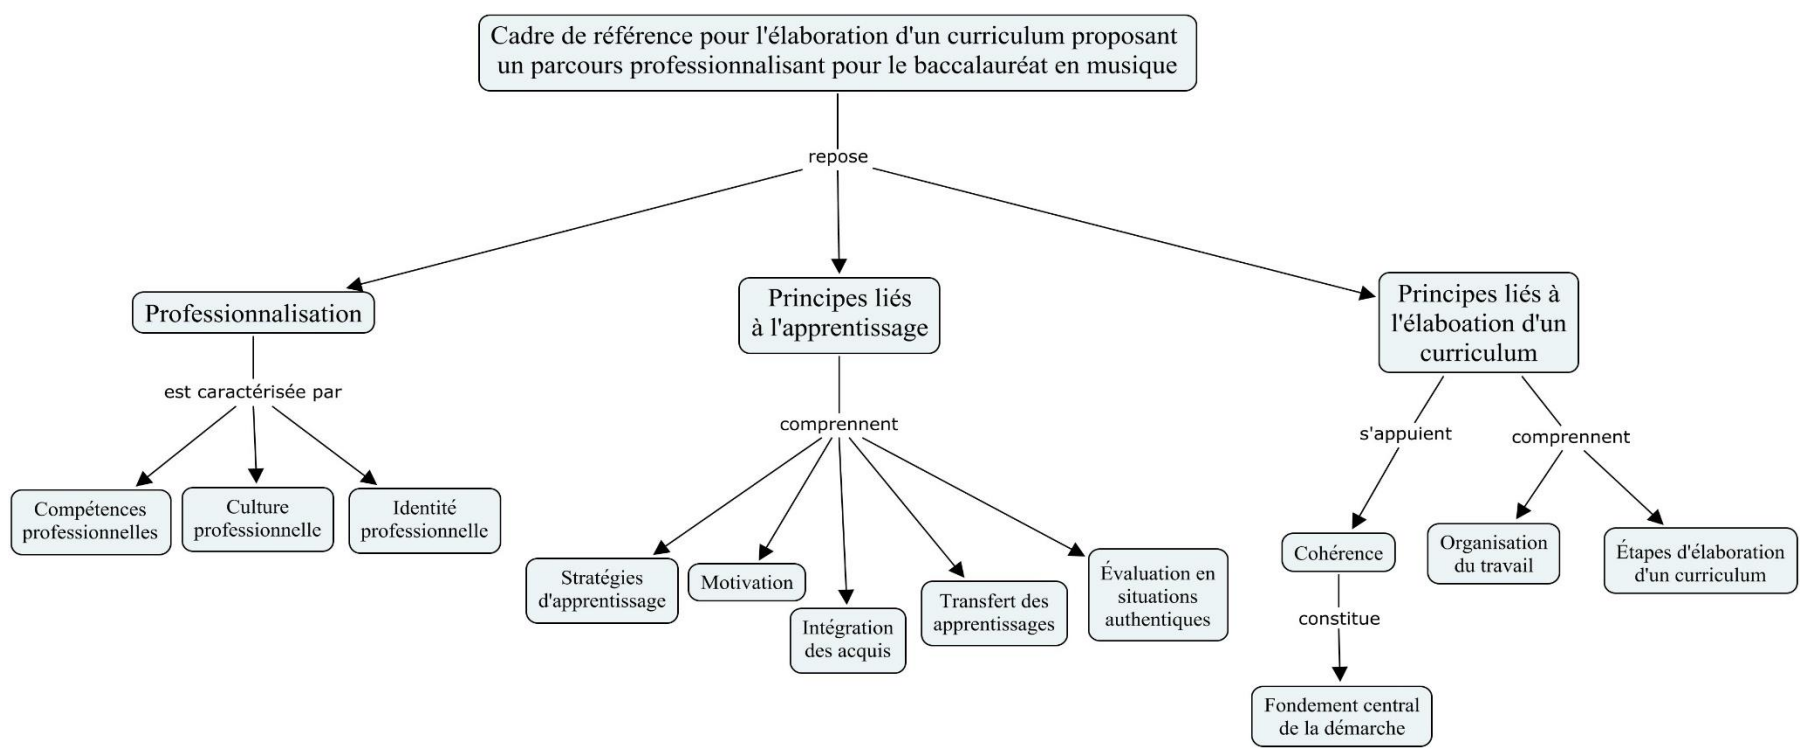 Cadre de référence pour l'élaboration d'un curriculum proposant
un parcours professionnalisant pour le baccalauréat en musique
repose
Professionnalisation
Principes liés
à l'apprentissage
Principes liés à
l'élaboation d'un
curriculum
est caractérisée par
comprennent
s'appuient
comprennent
Compétences
professionnelles
Culture
professionnelle
Identité
professionnelle
Stratégies
d'apprentissage
Motivation
Intégration
des acquis
Transfert des
apprentissages
Évaluation en
situations
authentiques
Cohérence
Organisation
du travail
Étapes d'élaboration
d'un curriculum
constitue
Fondement central
de la démarche